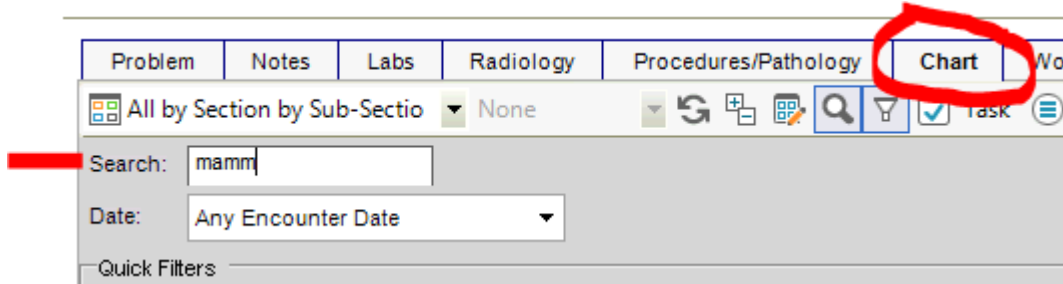 Problem Notes Labs Radiology Procedures/Pathology Chart Wo
All by Section by Sub-Sectio None Task
Search: mamm
Date: Any Encounter Date
Quick Filters